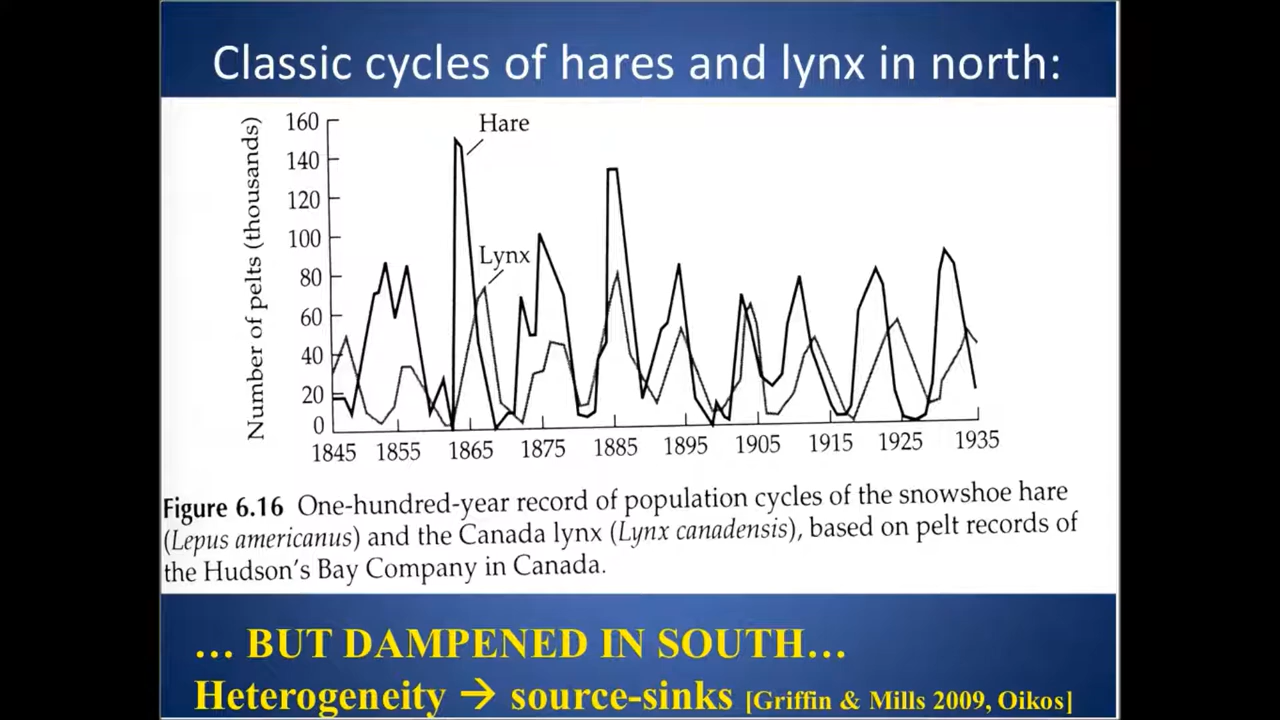 Classic cycles of hares and lynx in north:
Number of pelts (thousands)
160
140
120
100
80
60
40
20
0
Hare
Lynx
1845 1855 1865 1875 1885 1895 1905 1915 1925 1935
Figure 6.16 One-hundred-year record of population cycles of the snowshoe hare
(Lepus americanus) and the Canada lynx (Lynx canadensis), based on pelt records of
the Hudson's Bay Company in Canada.
… BUT DAMPENED IN SOUTH…
Heterogeneity → source-sinks [Griffin & Mills 2009, Oikos]